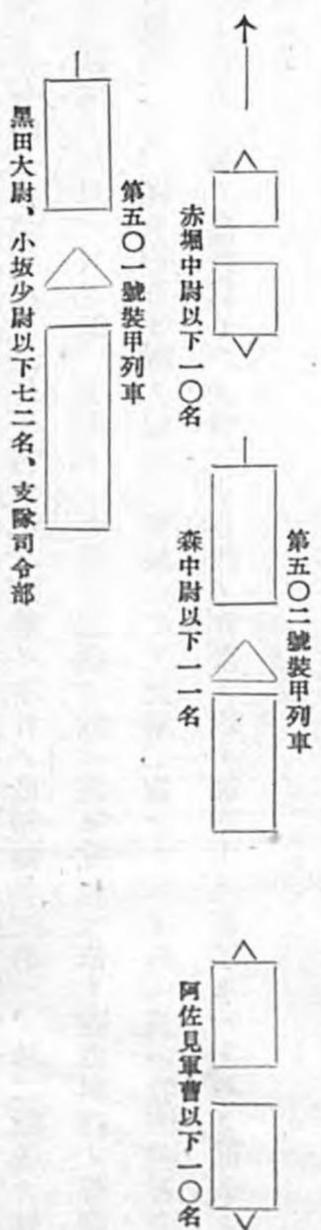 赤堀中尉以下一〇名
第五〇二號裝甲列車
森中尉以下一一名
阿佐見軍曹以下一〇名
第五〇一號裝甲列車
黑田大尉、小坂少尉以下七二名、支隊司令部